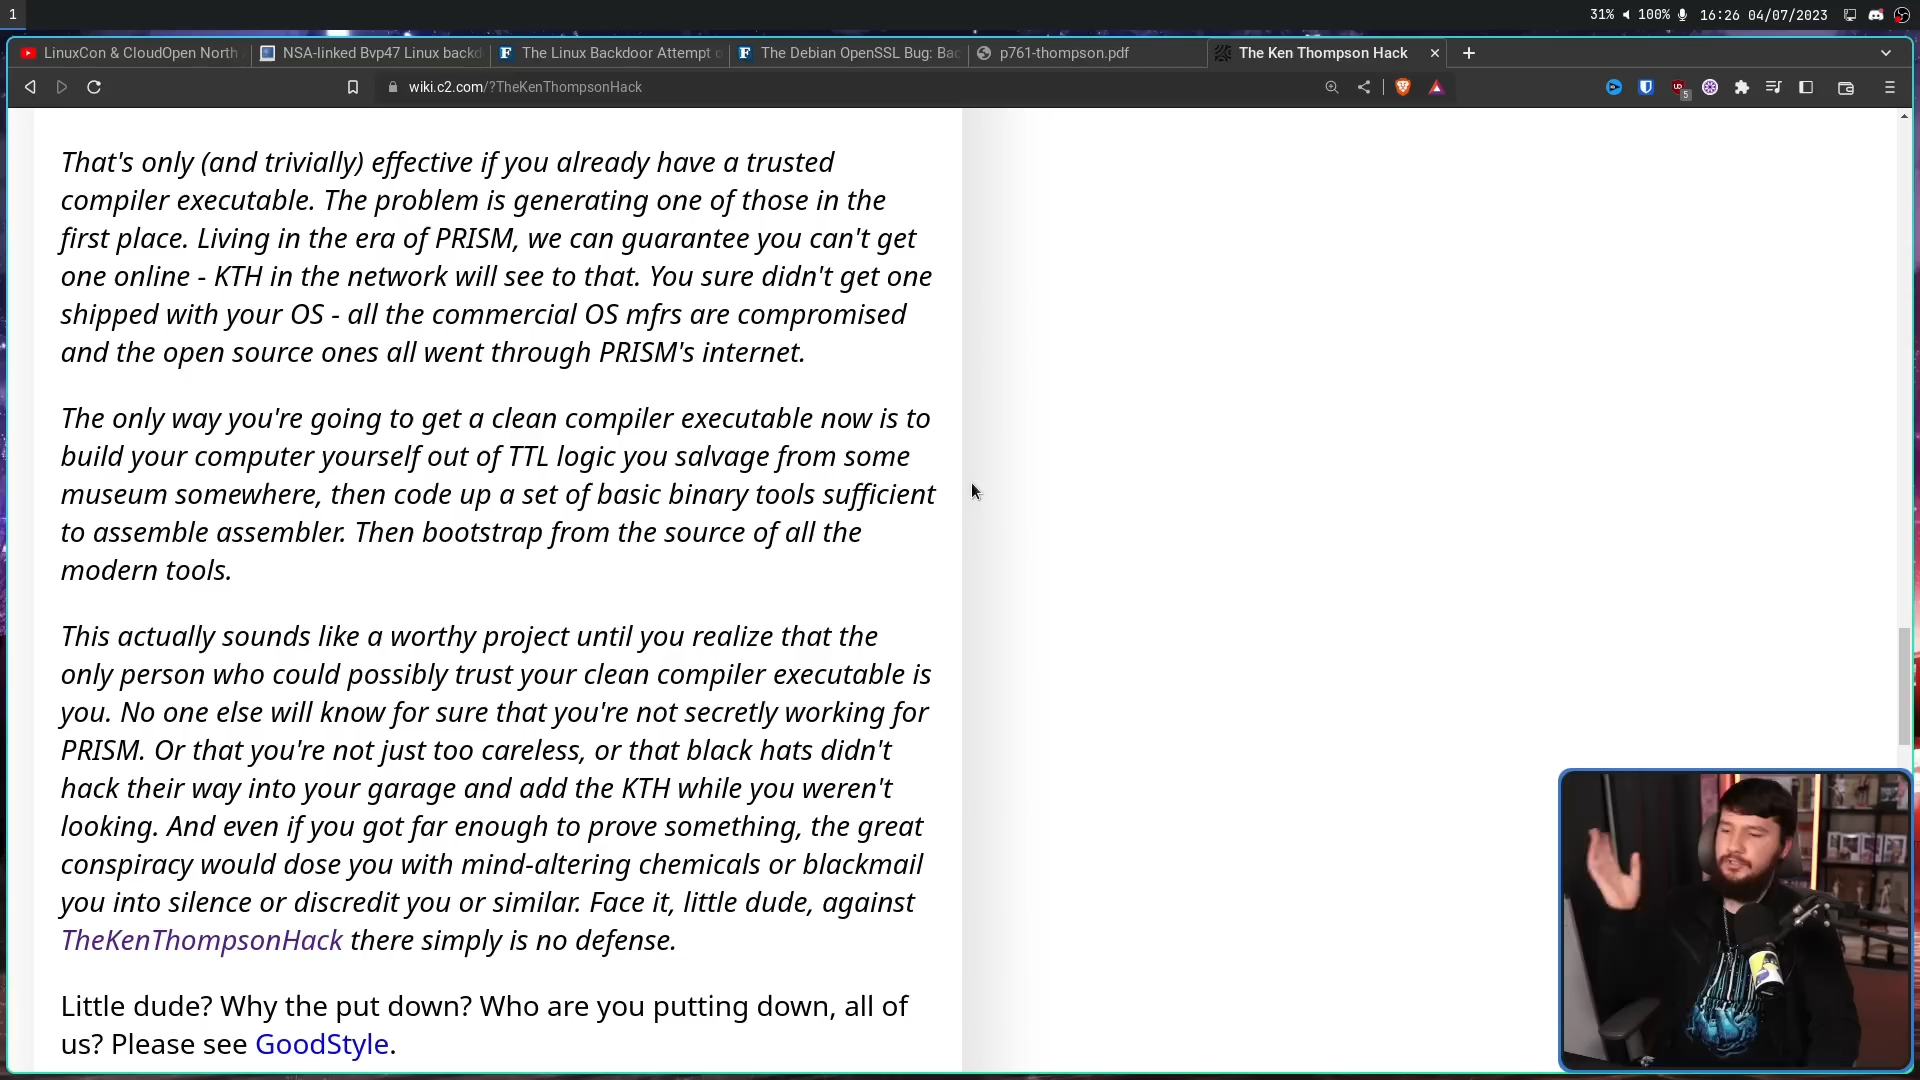 1
31% 100% 16:26 04/07/2023
LinuxCon & CloudOpen North
NSA-linked Bvp47 Linux backd
The Linux Backdoor Attempt o
The Debian OpenSSL Bug: Bac
p761-thompson.pdf
The Ken Thompson Hack
wiki.c2.com/?TheKenThompsonHack
5
That's only (and trivially) effective if you already have a trusted
compiler executable. The problem is generating one of those in the
first place. Living in the era of PRISM, we can guarantee you can't get
one online - KTH in the network will see to that. You sure didn't get one
shipped with your OS - all the commercial OS mfrs are compromised
and the open source ones all went through PRISM's internet.
The only way you're going to get a clean compiler executable now is to
build your computer yourself out of TTL logic you salvage from some
museum somewhere, then code up a set of basic binary tools sufficient
to assemble assembler. Then bootstrap from the source of all the
modern tools.
This actually sounds like a worthy project until you realize that the
only person who could possibly trust your clean compiler executable is
you. No one else will know for sure that you're not secretly working for
PRISM. Or that you're not just too careless, or that black hats didn't
hack their way into your garage and add the KTH while you weren't
looking. And even if you got far enough to prove something, the great
conspiracy would dose you with mind-altering chemicals or blackmail
you into silence or discredit you or similar. Face it, little dude, against
TheKenThompsonHack there simply is no defense.
Little dude? Why the put down? Who are you putting down, all of
us? Please see GoodStyle.